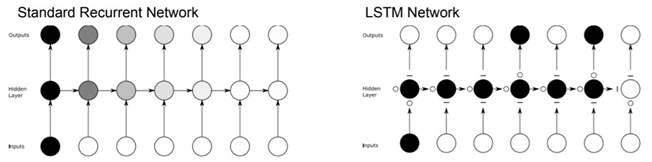 Standard Recurrent Network
Outputs
Hidden
Layer
Inputs
LSTM Network
Outputs
Hidden
Layer
Inputs